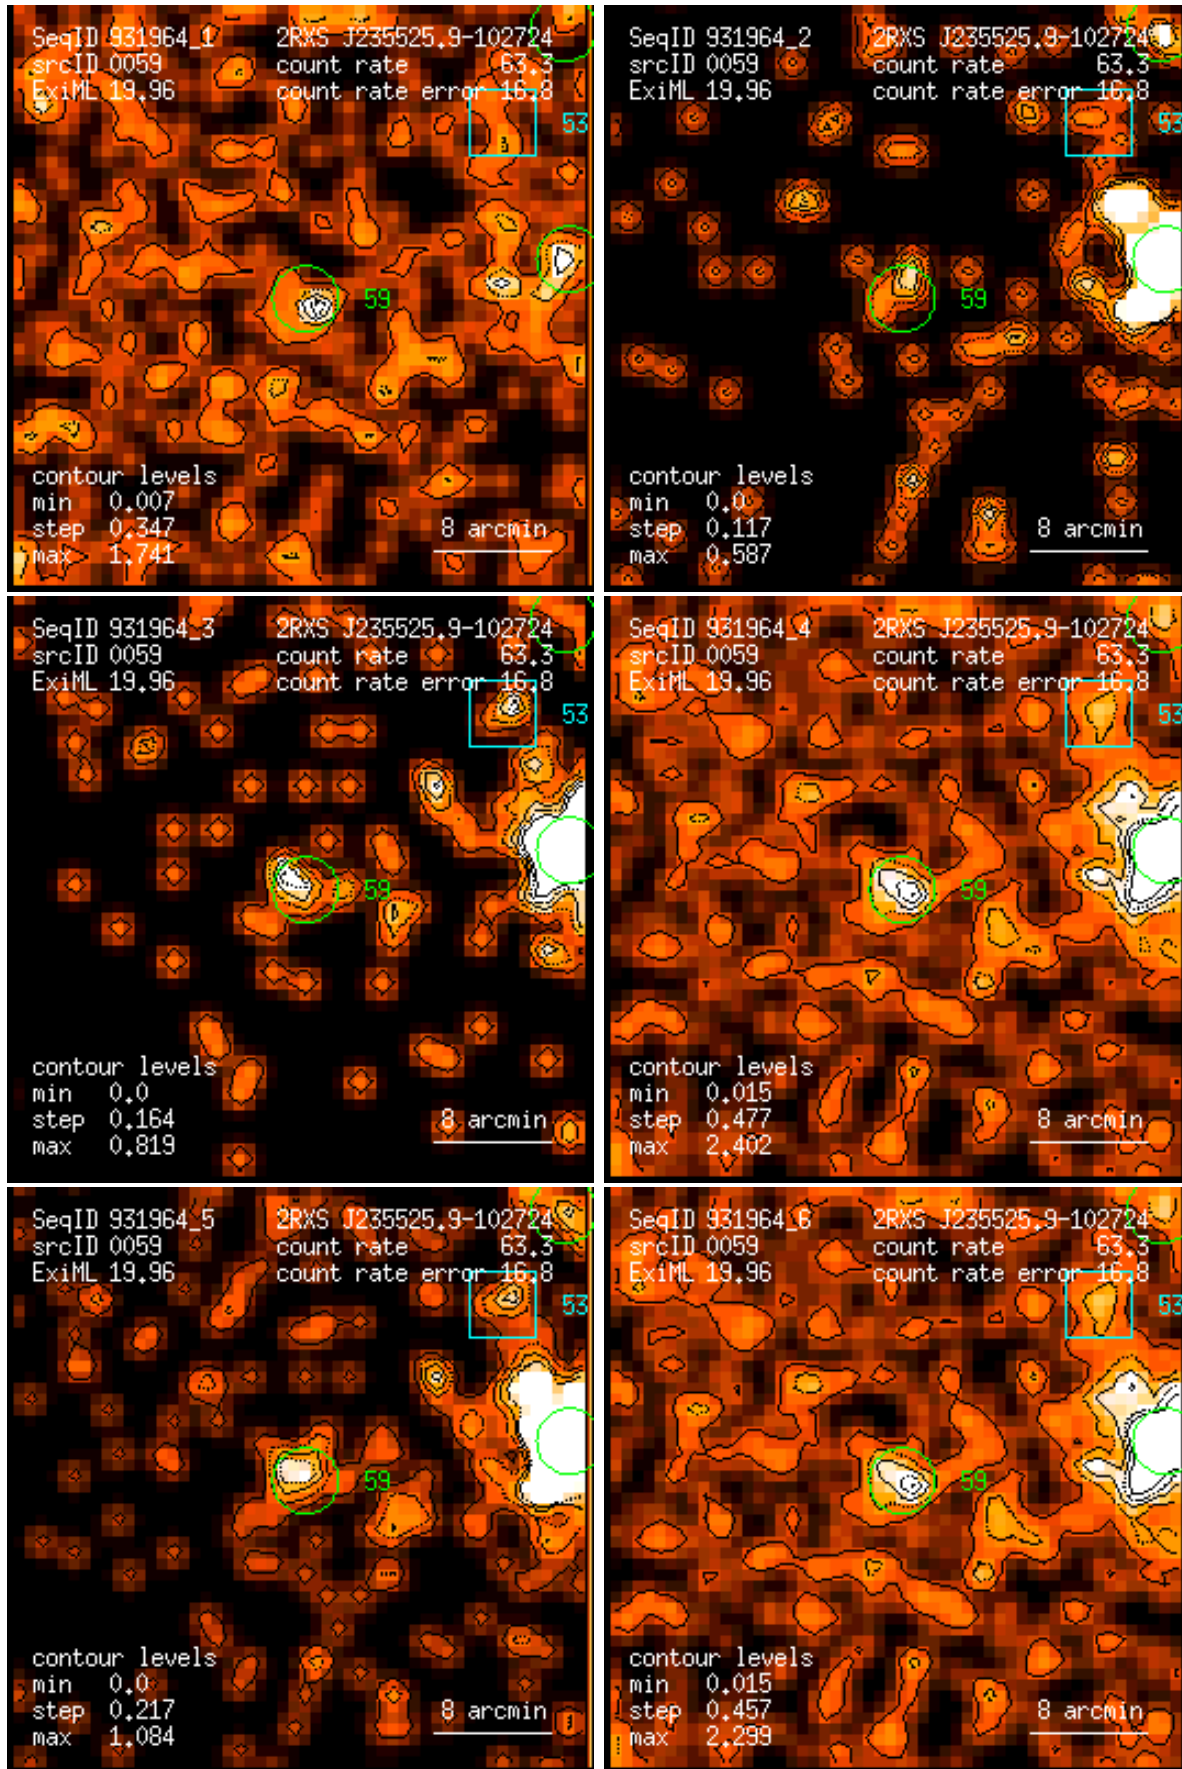 SeqID 931964_1 2RXS J235525.9-102724
srcID 0059 count rate 63.3
ExiML 19.96 count rate error 16.8
53
59
contour levels
min 0.007
step 0.347 8 arcmin
max 1.741
SeqID 931964_2 2RXS J235525.9-102724
srcID 0059 count rate 63.3
ExiML 19.96 count rate error 16.8
53
59
contour levels
min 0.0
step 0.117 8 arcmin
max 0.587
SeqID 931964_3 2RXS J235525.9-102724
srcID 0059 count rate 63.3
ExiML 19.96 count rate error 16.8
53
59
contour levels
min 0.0
step 0.164 8 arcmin
max 0.819
SeqID 931964_4 2RXS J235525.9-102724
srcID 0059 count rate 63.3
ExiML 19.96 count rate error 16.8
53
59
contour levels
min 0.015
step 0.477 8 arcmin
max 2.402
SeqID 931964_5 2RXS J235525.9-102724
srcID 0059 count rate 63.3
ExiML 19.96 count rate error 16.8
53
59
contour levels
min 0.0
step 0.217 8 arcmin
max 1.084
SeqID 931964_6 2RXS J235525.9-102724
srcID 0059 count rate 63.3
ExiML 19.96 count rate error 16.8
53
59
contour levels
min 0.015
step 0.457 8 arcmin
max 2.299